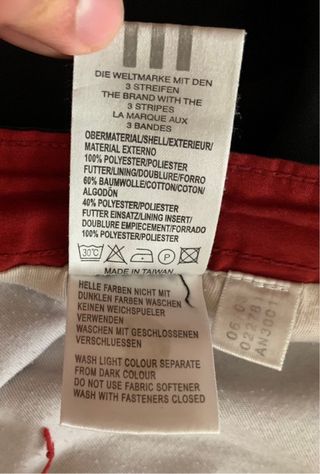 DIE WELTMARKE MIT DEN
3 STREIFEN
THE BRAND WITH THE
3 STRIPES
LA MARQUE AUX
3 BANDES
OBERMATERIAL/SHELL/EXTERIEUR/
MATERIAL EXTERNO
100% POLYESTER/POLIESTER
FUTTER/LINING/DOUBLURE/FORRO
60% BAUMWOLLE/COTTON/COTON/
ALGODÓN
40% POLYESTER/POLIESTER
FUTTER EINSATZ/LINING INSERT/
DOUBLURE EMPIECEMENT/FORRADO
100% POLYESTER/POLIESTER
30°C P
MADE IN TAIWAN
HELLE FARBEN NICHT MIT
DUNKLEN FARBEN WASCHEN
KEINEN WEICHSPUELER
VERWENDEN
WASCHEN MIT GESCHLOSSENEN
VERSCHLUESSEN
WASH LIGHT COLOUR SEPARATE
FROM DARK COLOUR
DO NOT USE FABRIC SOFTENER
WASH WITH FASTENERS CLOSED